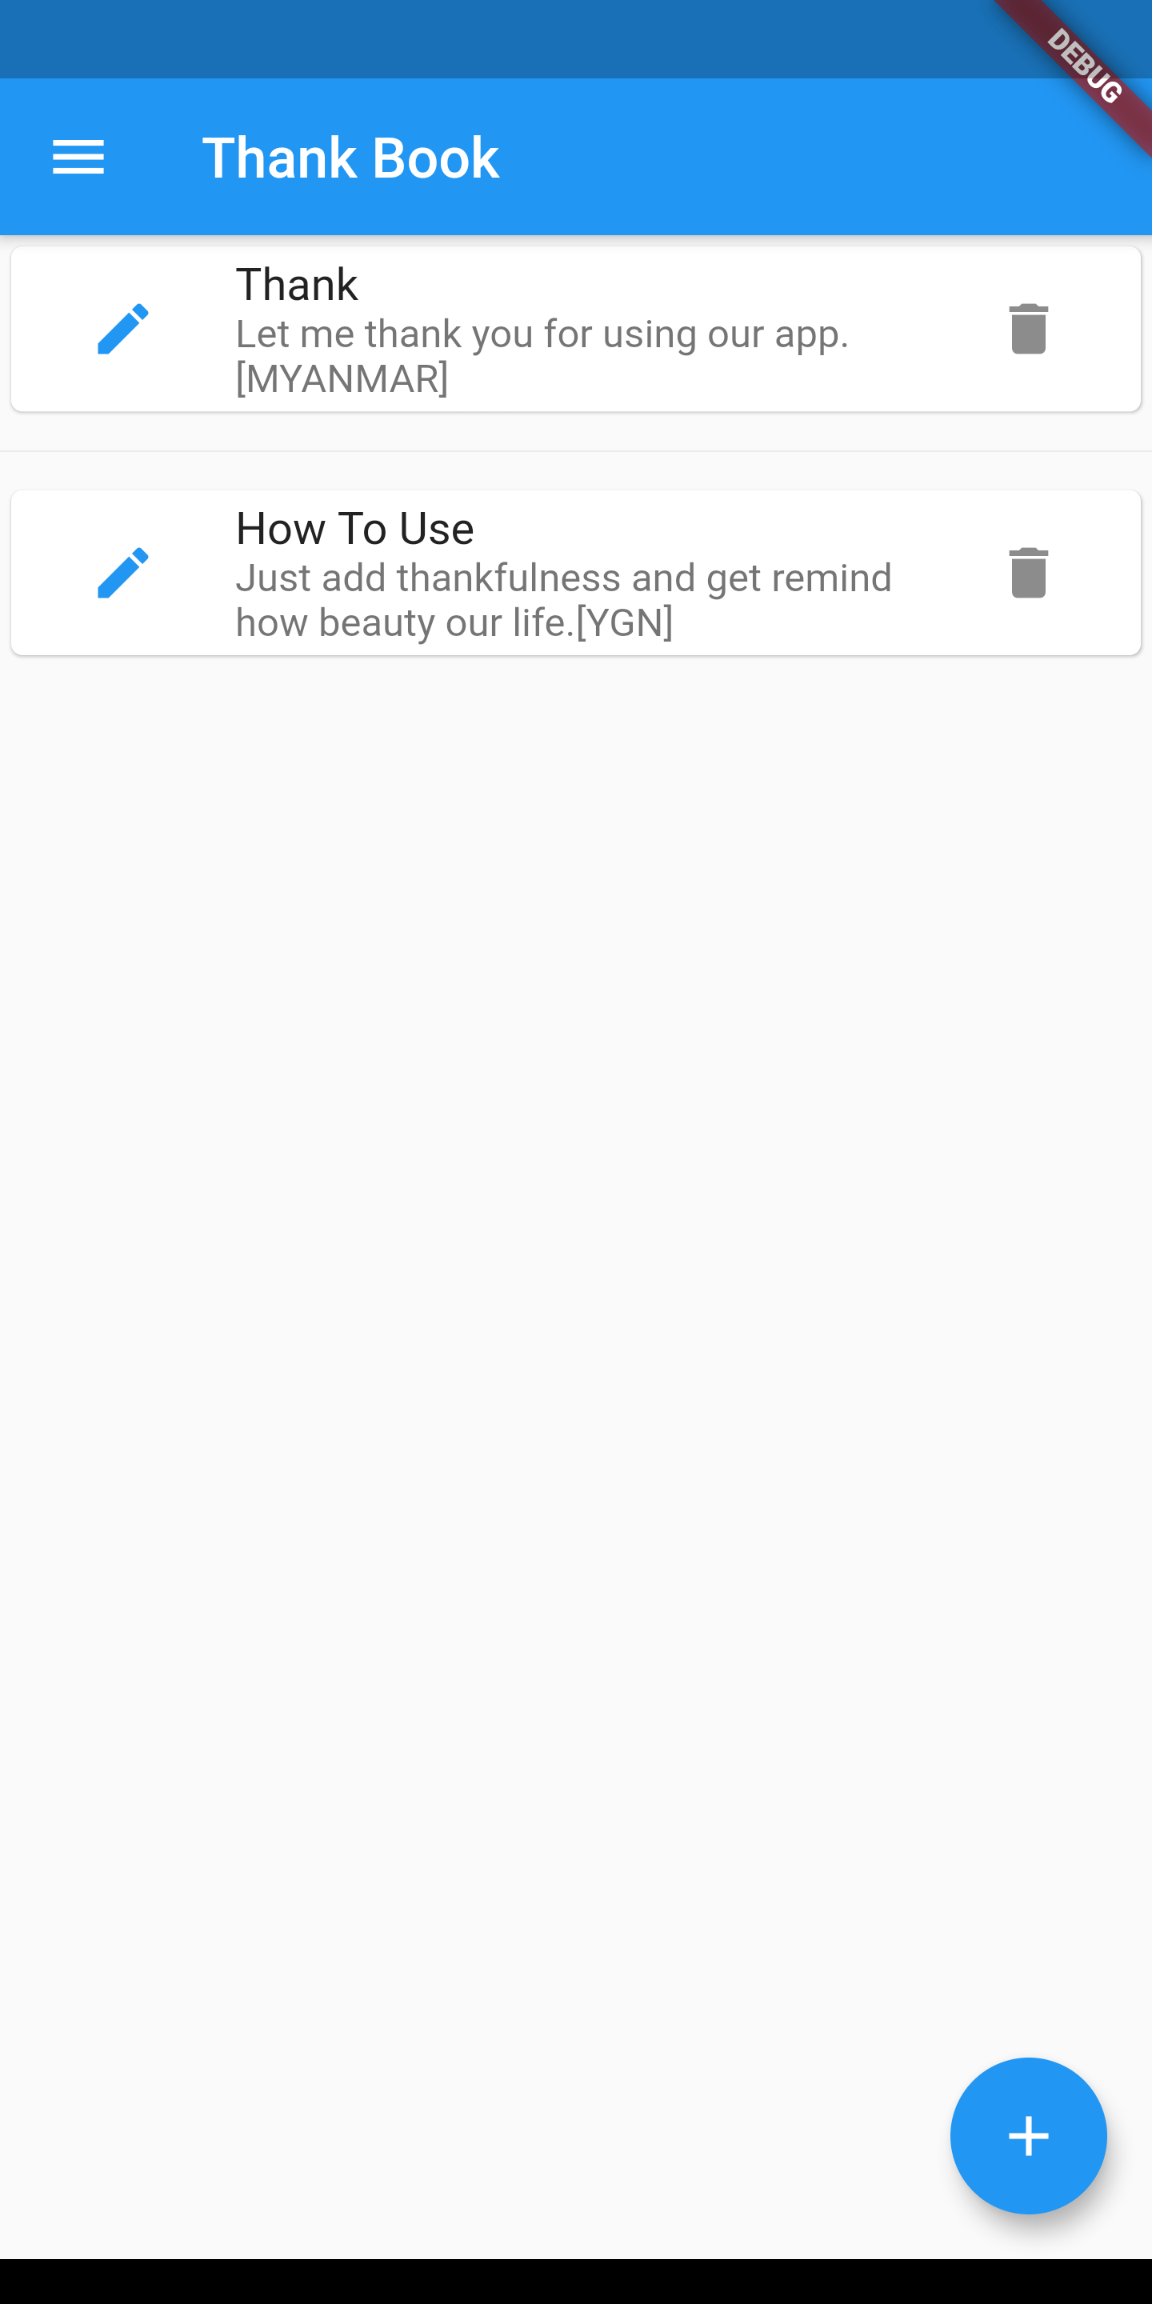 DEBUG
Thank Book
Thank
Let me thank you for using our app.
[MYANMAR]
How To Use
Just add thankfulness and get remind
how beauty our life.[YGN]